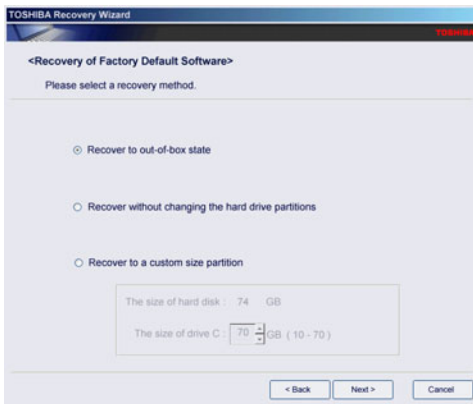 TOSHIBA Recovery Wizard
TOSHIBA
<Recovery of Factory Default Software>
Please select a recovery method.
Recover to out-of-box state
Recover without changing the hard drive partitions
Recover to a custom size partition
The size of hard disk : 74 GB
The size of drive C : 70 GB ( 10 - 70 )
< Back Next > Cancel